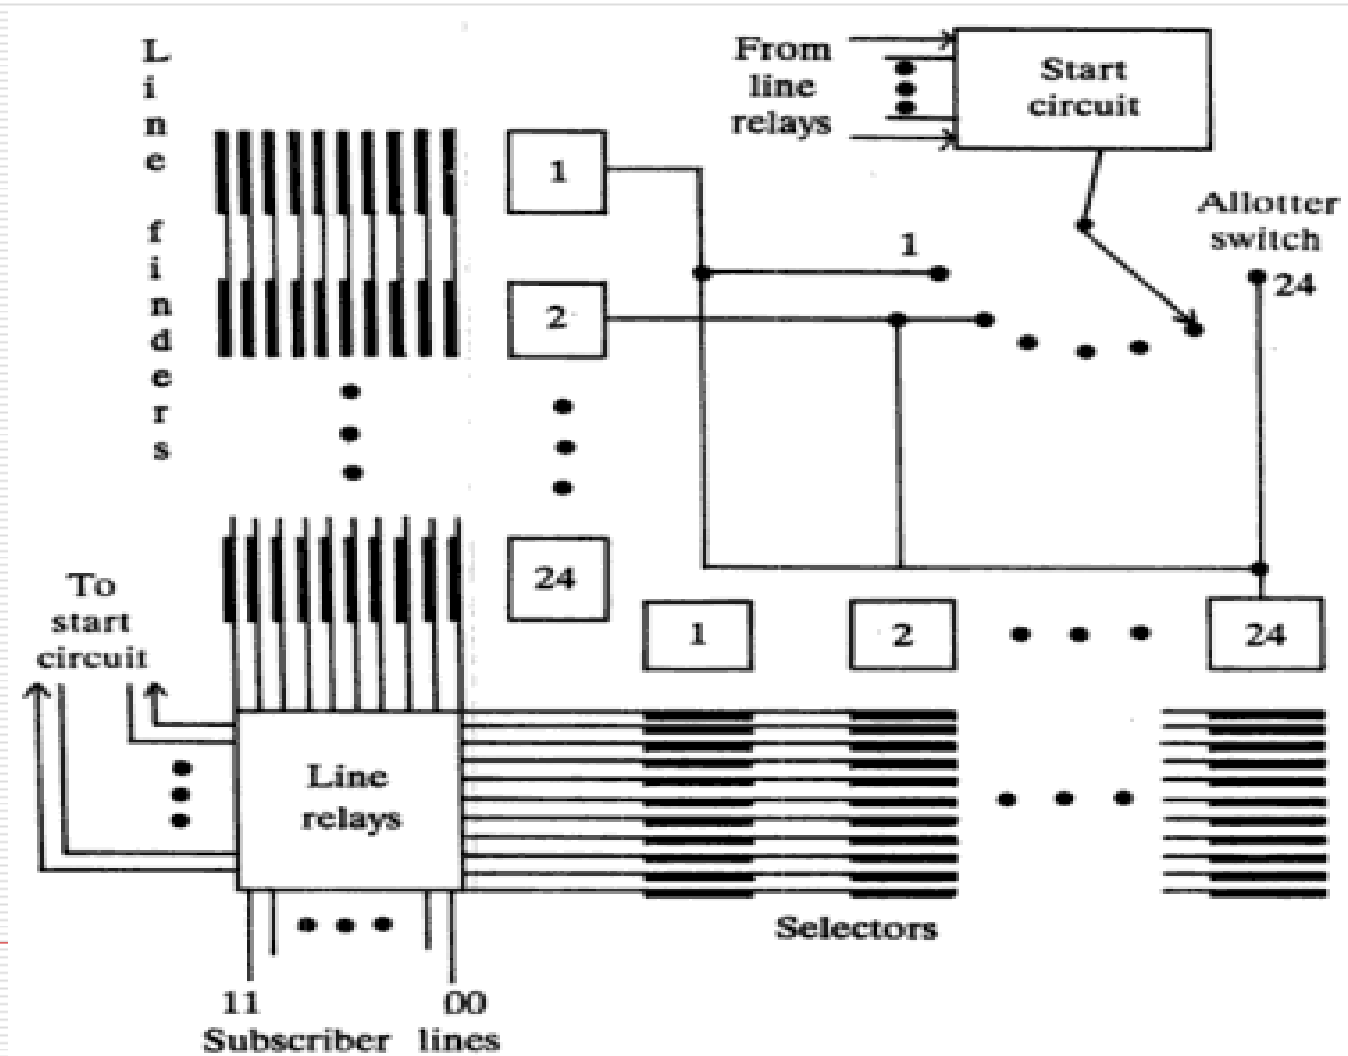 Line finders
From
line
relays
Start
circuit
Allotter
switch
1
24
1
2
24
To
start
circuit
1
2
24
Line
relays
Selectors
11
00
Subscriber lines